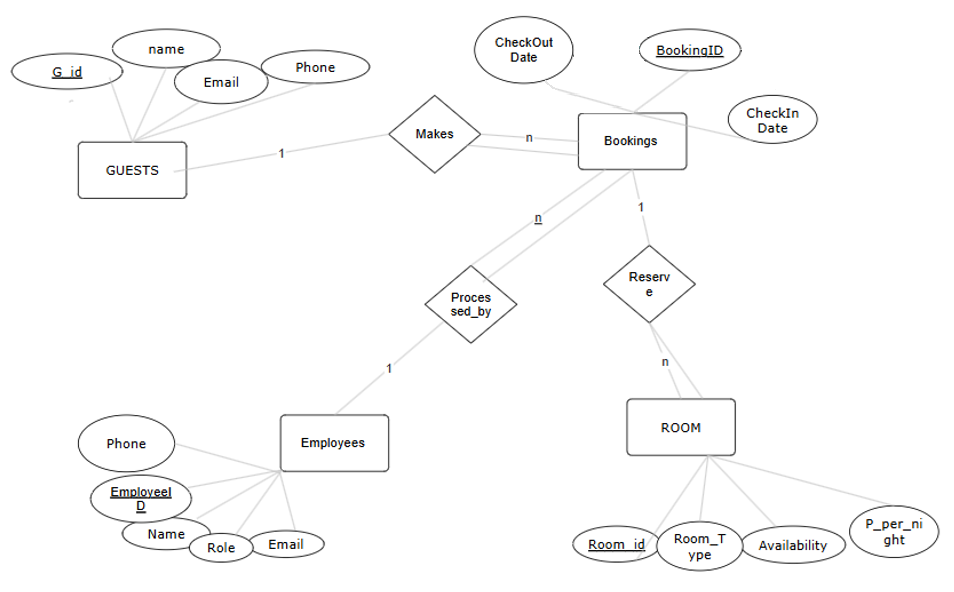 CheckOut
Date
BookingID
name
G_id
Email
Phone
CheckIn
Date
Makes
n
Bookings
1
GUESTS
n
1
Proces
sed_by
Reserv
e
1
n
Phone
Employees
ROOM
EmployeeI
D
Name
Role
Email
Room_id
Room_T
ype
Availability
P_per_ni
ght